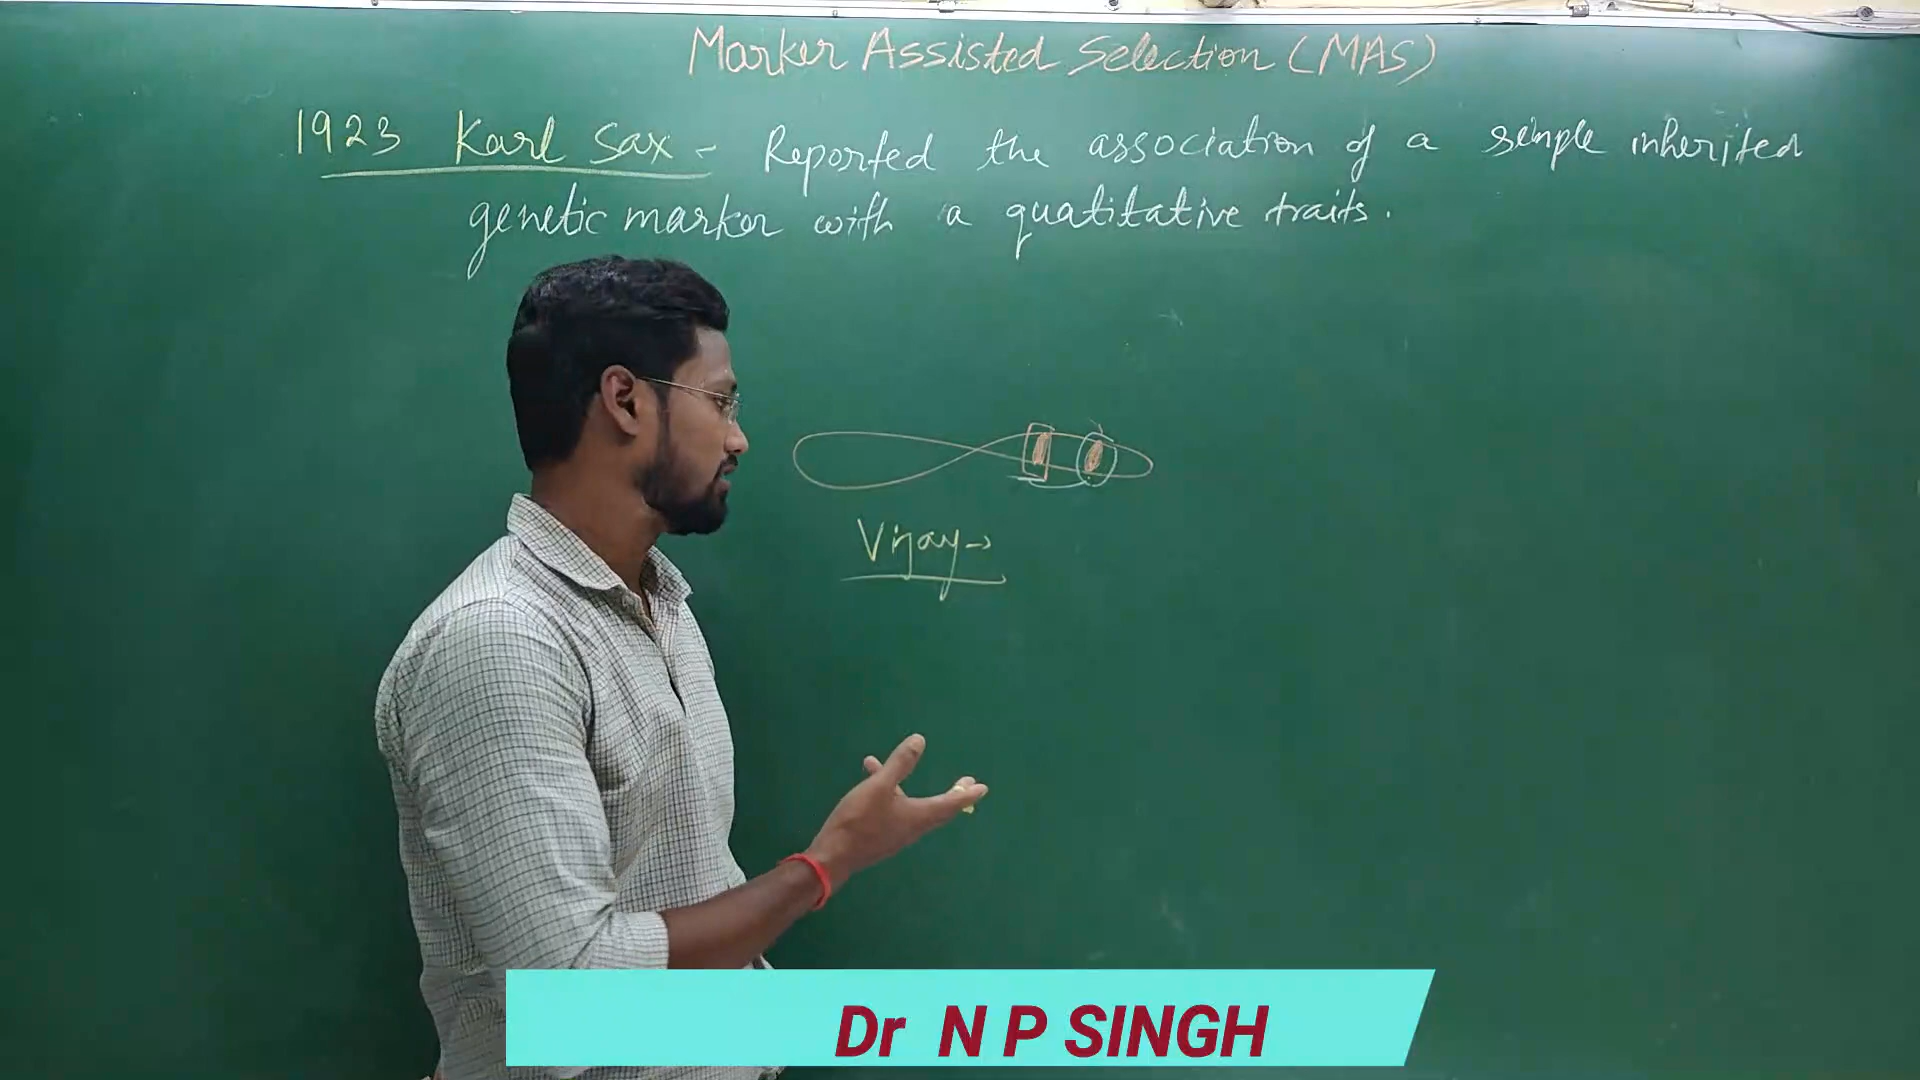 Marker Assisted Selection (MAS)
1923 Karl Sax - Reported the association of a simple inherited
genetic marker with a quatitative traits.
Vijay→
Dr N P SINGH